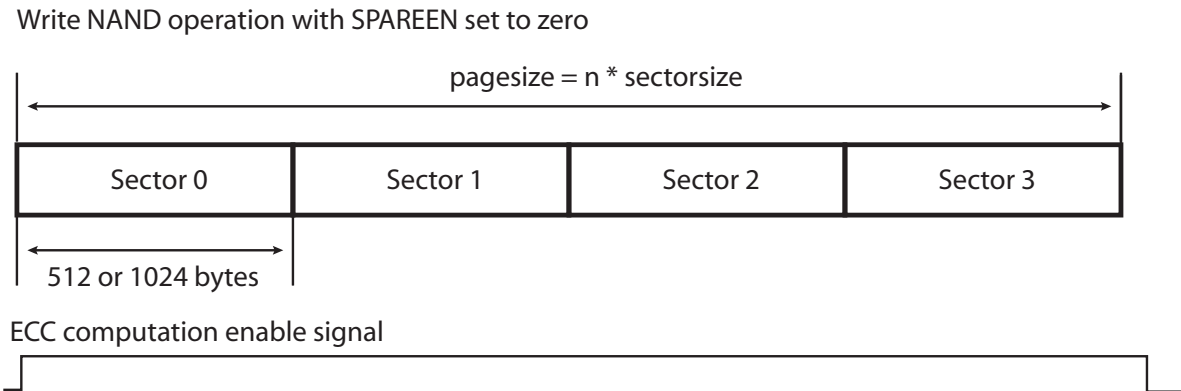 Write NAND operation with SPAREEN set to zero
pagesize = n * sectorsize
Sector 0 Sector 1 Sector 2 Sector 3
512 or 1024 bytes
ECC computation enable signal